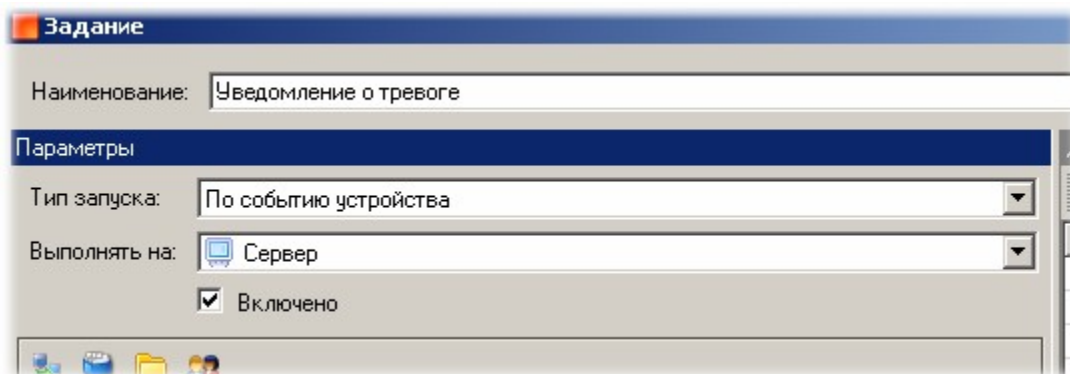 Задание
Наименование: Уведомление о тревоге
Параметры
Тип запуска: По событию устройства
Выполнять на: Сервер
Включено